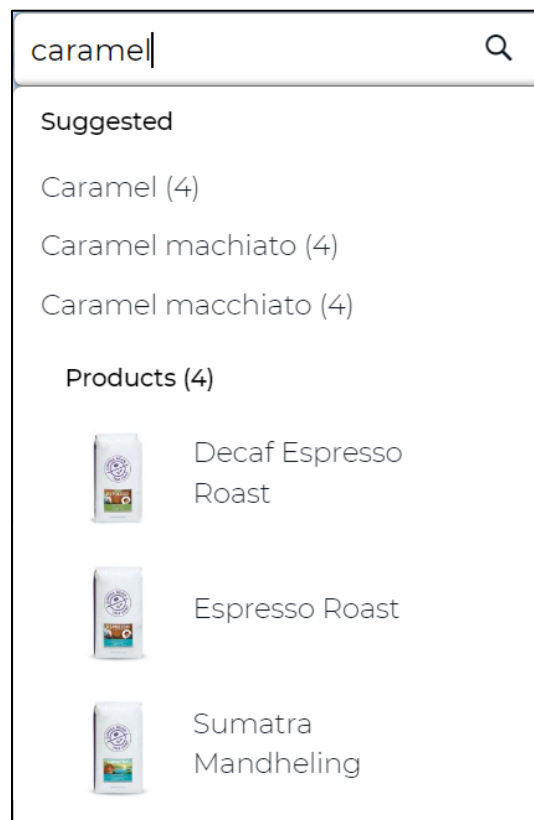 caramel
Suggested
Caramel (4)
Caramel machiato (4)
Caramel macchiato (4)
Products (4)
Decaf Espresso
Roast
Espresso Roast
Sumatra
Mandheling